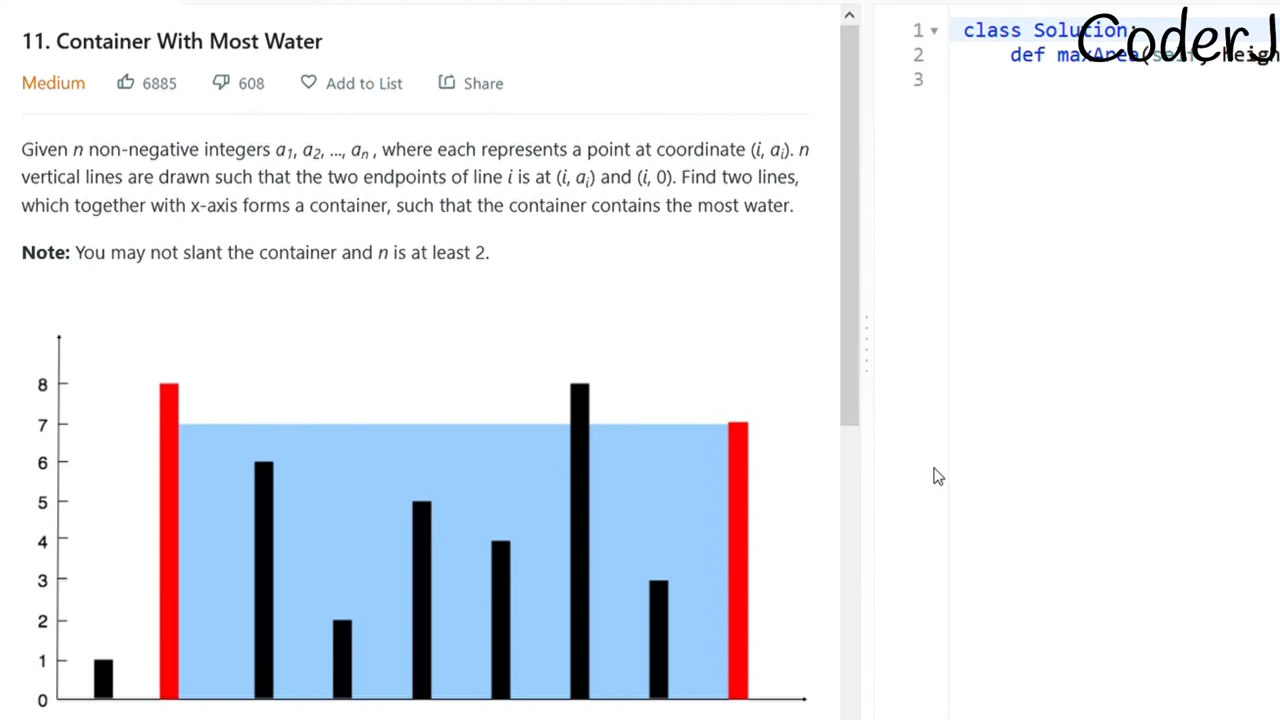 11. Container With Most Water
Medium 6885 608 Add to List Share
Given n non-negative integers a1, a2, ..., an , where each represents a point at coordinate (i, ai). n
vertical lines are drawn such that the two endpoints of line i is at (i, ai) and (i, 0). Find two lines,
which together with x-axis forms a container, such that the container contains the most water.
Note: You may not slant the container and n is at least 2.
8
7
6
5
4
3
2
1
0
CoderJ
1 class Solution:
2 def maxArea(self, heigh
3